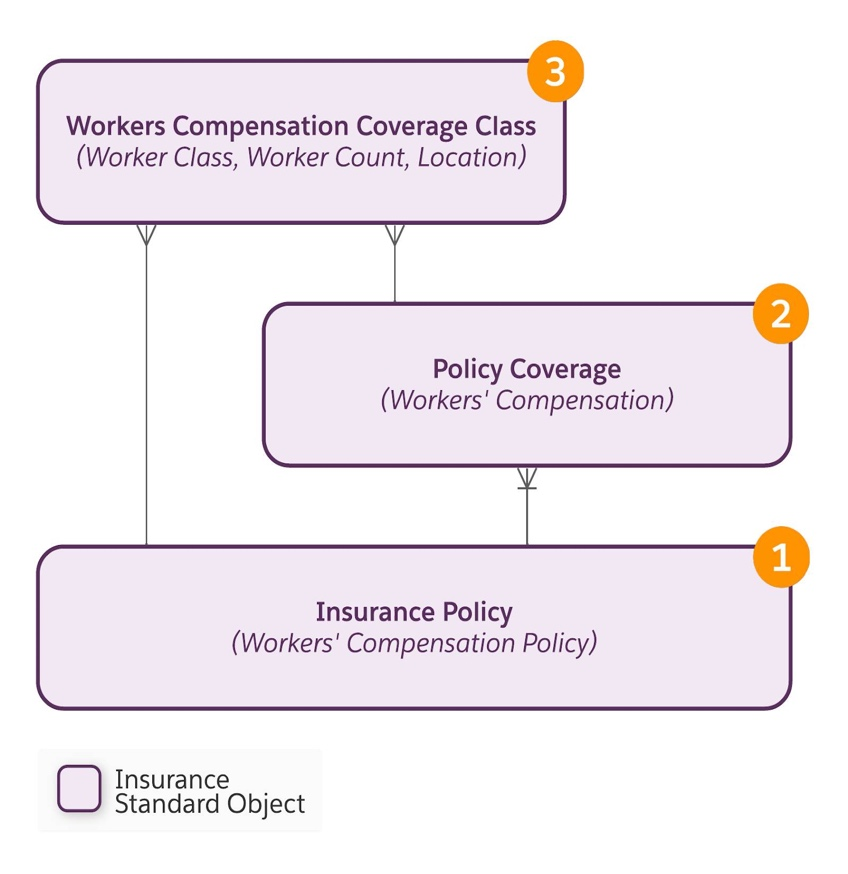 3
Workers Compensation Coverage Class
(Worker Class, Worker Count, Location)
2
Policy Coverage
(Workers' Compensation)
1
Insurance Policy
(Workers' Compensation Policy)
Insurance
Standard Object